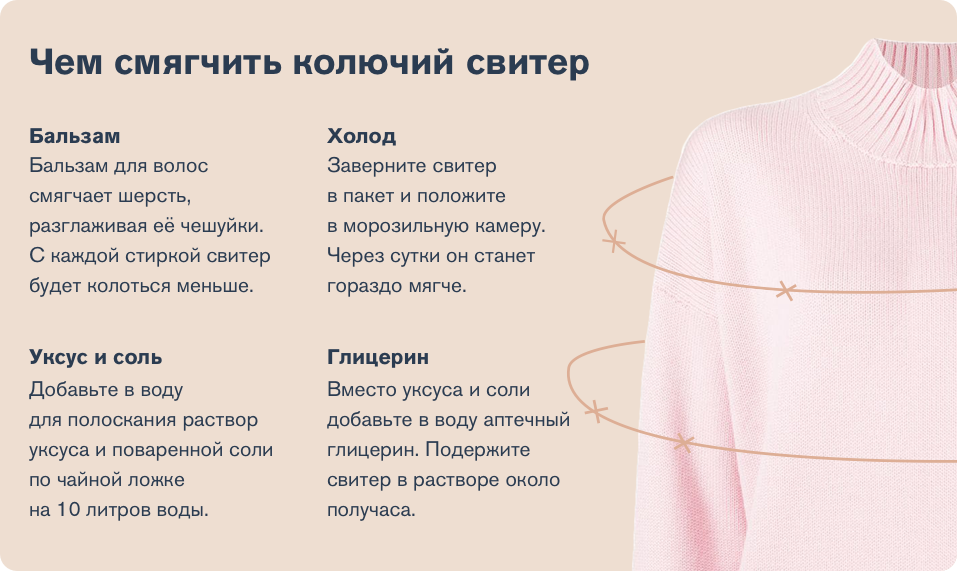 Чем смягчить колючий свитер
Бальзам
Бальзам для волос
смягчает шерсть,
разглаживая её чешуйки.
С каждой стиркой свитер
будет колоться меньше.
Холод
Заверните свитер
в пакет и положите
в морозильную камеру.
Через сутки он станет
гораздо мягче.
Уксус и соль
Добавьте в воду
для полоскания раствор
уксуса и поваренной соли
по чайной ложке
на 10 литров воды.
Глицерин
Вместо уксуса и соли
добавьте в воду аптечный
глицерин. Подержите
свитер в растворе около
получаса.